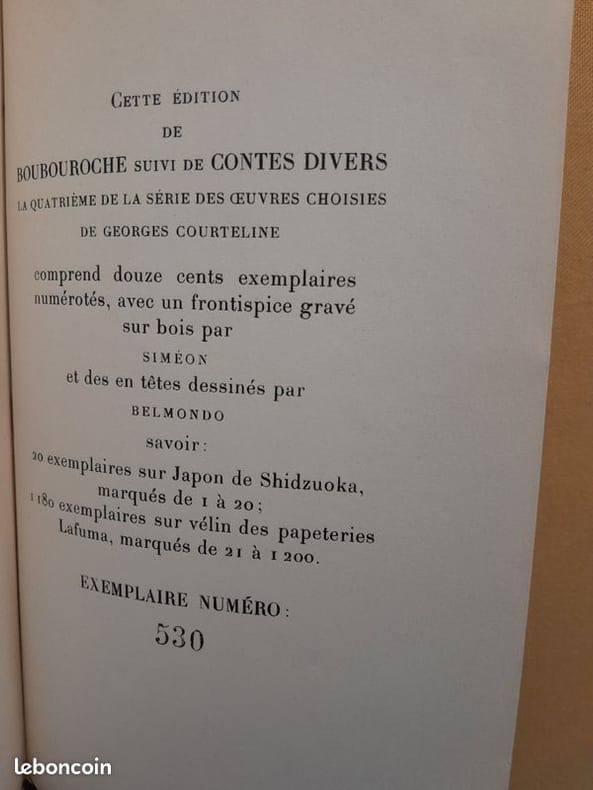 CETTE ÉDITION
DE
BOUBOUROCHE SUIVI DE CONTES DIVERS
LA QUATRIÈME DE LA SÉRIE DES ŒUVRES CHOISIES
DE GEORGES COURTELINE
comprend douze cents exemplaires
numérotés, avec un frontispice gravé
sur bois par
SIMÉON
et des en têtes dessinés par
BELMONDO
savoir :
20 exemplaires sur Japon de Shidzuoka,
marqués de 1 à 20 ;
1 180 exemplaires sur vélin des papeteries
Lafuma, marqués de 21 à 1 200.
EXEMPLAIRE NUMÉRO :
530
leboncoin